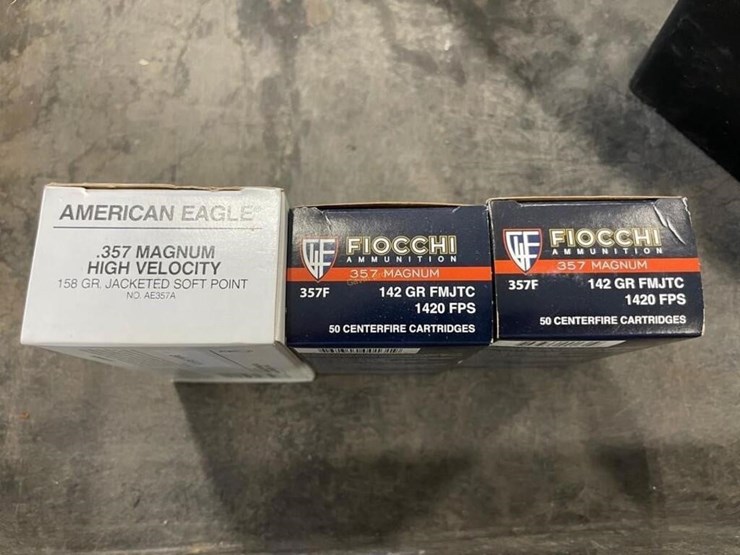 AMERICAN EAGLE
.357 MAGNUM
HIGH VELOCITY
158 GR. JACKETED SOFT POINT
NO. AE357A
FIOCCHI
AMMUNITION
357 MAGNUM
357F
142 GR FMJTC
1420 FPS
50 CENTERFIRE CARTRIDGES
FIOCCHI
AMMUNITION
357 MAGNUM
357F
142 GR FMJTC
1420 FPS
50 CENTERFIRE CARTRIDGES